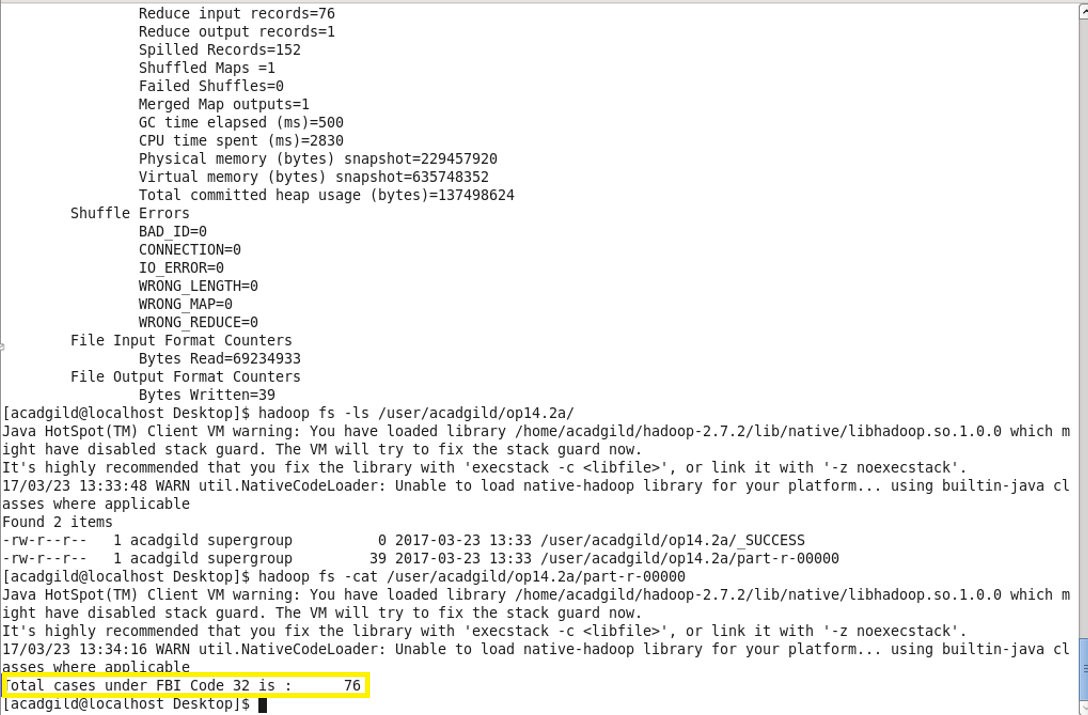 Reduce input records=76
Reduce output records=1
Spilled Records=152
Shuffled Maps =1
Failed Shuffles=0
Merged Map outputs=1
GC time elapsed (ms)=500
CPU time spent (ms)=2830
Physical memory (bytes) snapshot=229457920
Virtual memory (bytes) snapshot=635748352
Total committed heap usage (bytes)=137498624
Shuffle Errors
BAD_ID=0
CONNECTION=0
IO_ERROR=0
WRONG_LENGTH=0
WRONG_MAP=0
WRONG_REDUCE=0
File Input Format Counters
Bytes Read=69234933
File Output Format Counters
Bytes Written=39
[acadgild@localhost Desktop]$ hadoop fs -ls /user/acadgild/op14.2a/
Java HotSpot(TM) Client VM warning: You have loaded library /home/acadgild/hadoop-2.7.2/lib/native/libhadoop.so.1.0.0 which m
ight have disabled stack guard. The VM will try to fix the stack guard now.
It's highly recommended that you fix the library with 'execstack -c <libfile>', or link it with '-z noexecstack'.
17/03/23 13:33:48 WARN util.NativeCodeLoader: Unable to load native-hadoop library for your platform... using builtin-java cl
asses where applicable
Found 2 items
-rw-r--r--   1 acadgild supergroup          0 2017-03-23 13:33 /user/acadgild/op14.2a/_SUCCESS
-rw-r--r--   1 acadgild supergroup         39 2017-03-23 13:33 /user/acadgild/op14.2a/part-r-00000
[acadgild@localhost Desktop]$ hadoop fs -cat /user/acadgild/op14.2a/part-r-00000
Java HotSpot(TM) Client VM warning: You have loaded library /home/acadgild/hadoop-2.7.2/lib/native/libhadoop.so.1.0.0 which m
ight have disabled stack guard. The VM will try to fix the stack guard now.
It's highly recommended that you fix the library with 'execstack -c <libfile>', or link it with '-z noexecstack'.
17/03/23 13:34:16 WARN util.NativeCodeLoader: Unable to load native-hadoop library for your platform... using builtin-java cl
asses where applicable
Total cases under FBI Code 32 is :      76
[acadgild@localhost Desktop]$